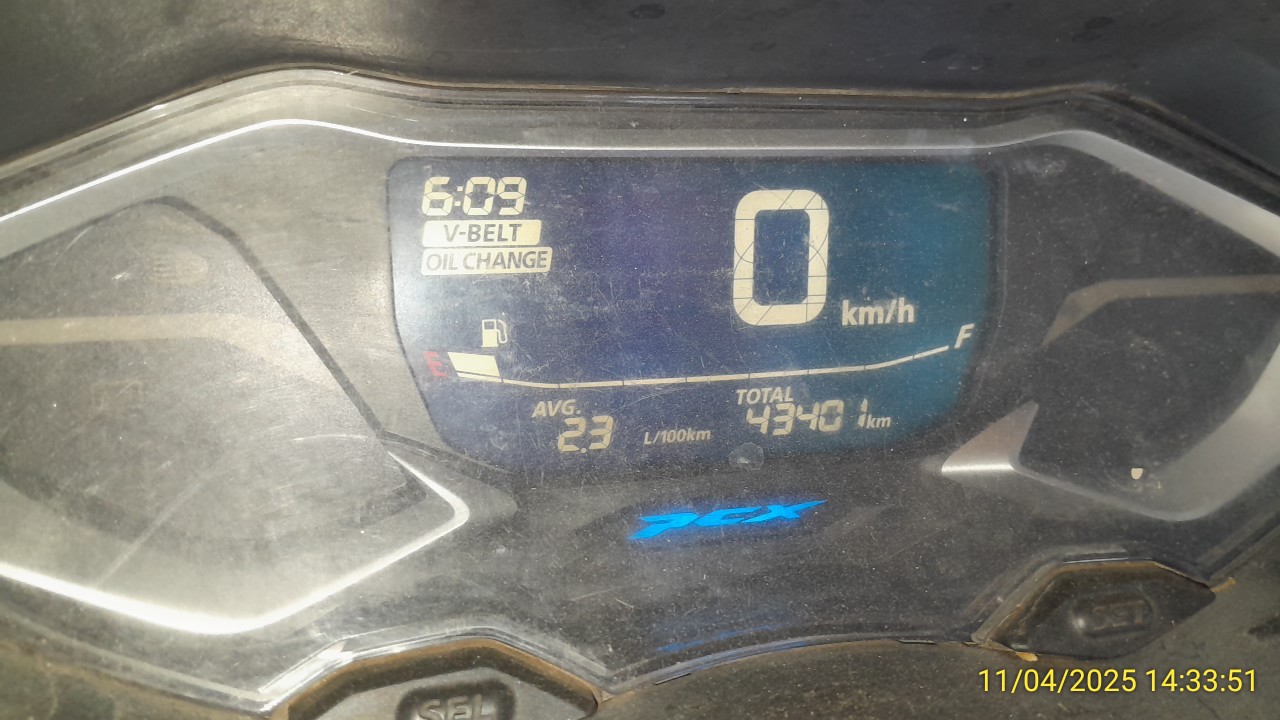 6:09
V-BELT
OIL CHANGE
0 km/h
E F
AVG. 2.3 L/100km
TOTAL 43401 km
PCX
SEL
SET
11/04/2025 14:33:51